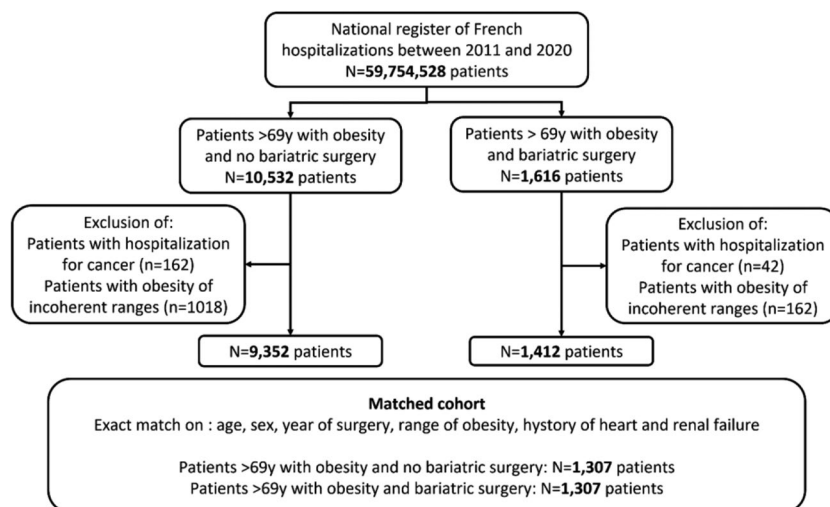 National register of French
hospitalizations between 2011 and 2020
N=59,754,528 patients
Patients >69y with obesity
and no bariatric surgery
N=10,532 patients
Patients > 69y with obesity
and bariatric surgery
N=1,616 patients
Exclusion of:
Patients with hospitalization
for cancer (n=162)
Patients with obesity of
incoherent ranges (n=1018)
Exclusion of:
Patients with hospitalization
for cancer (n=42)
Patients with obesity of
incoherent ranges (n=162)
N=9,352 patients
N=1,412 patients
Matched cohort
Exact match on : age, sex, year of surgery, range of obesity, hystory of heart and renal failure
Patients >69y with obesity and no bariatric surgery: N=1,307 patients
Patients >69y with obesity and bariatric surgery: N=1,307 patients